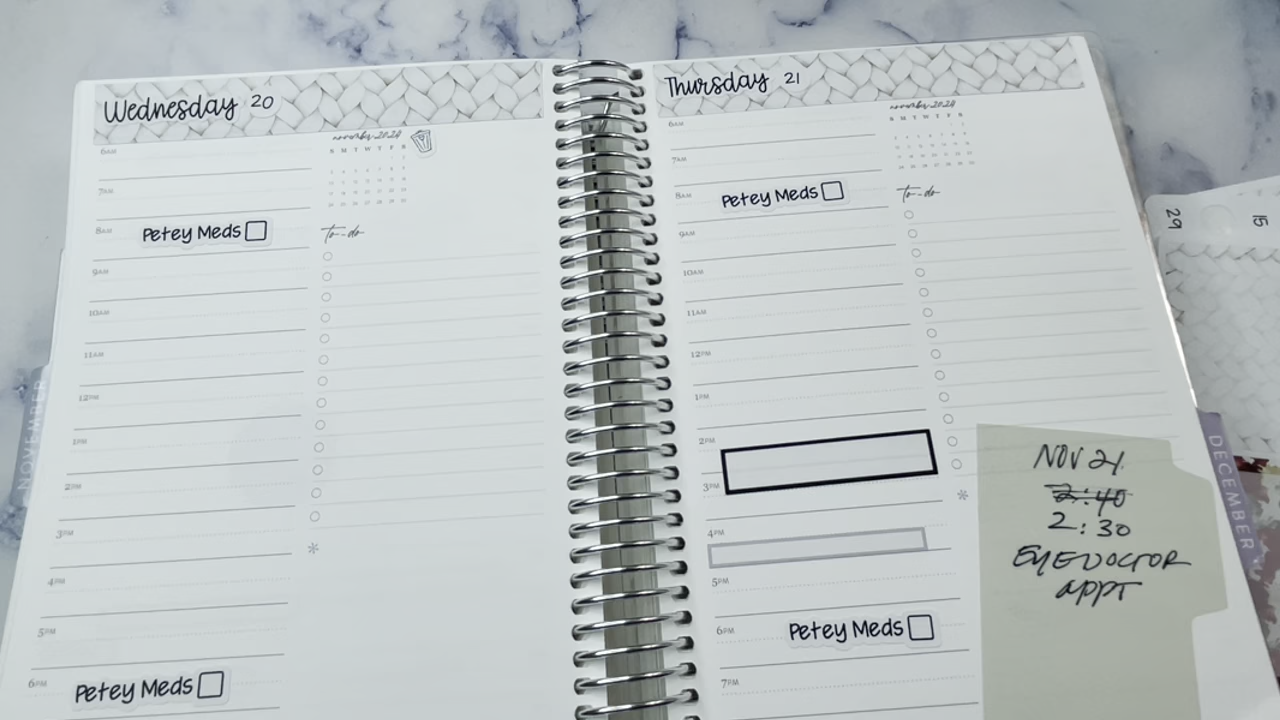 Wednesday 20
november 2024
S M T W T F S
6AM
7AM
8AM
Petey Meds
to-do
9AM
10AM
11AM
12PM
1PM
2PM
3PM
4PM
5PM
6PM
Petey Meds
NOVEMBER
Thursday 21
november 2024
S M T W T F S
6AM
7AM
8AM
Petey Meds
to-do
9AM
10AM
11AM
12PM
1PM
2PM
3PM
4PM
5PM
6PM
Petey Meds
7PM
NOV 21
2:40
2:30
EYE DOCTOR
APPT
DECEMBER
29
15